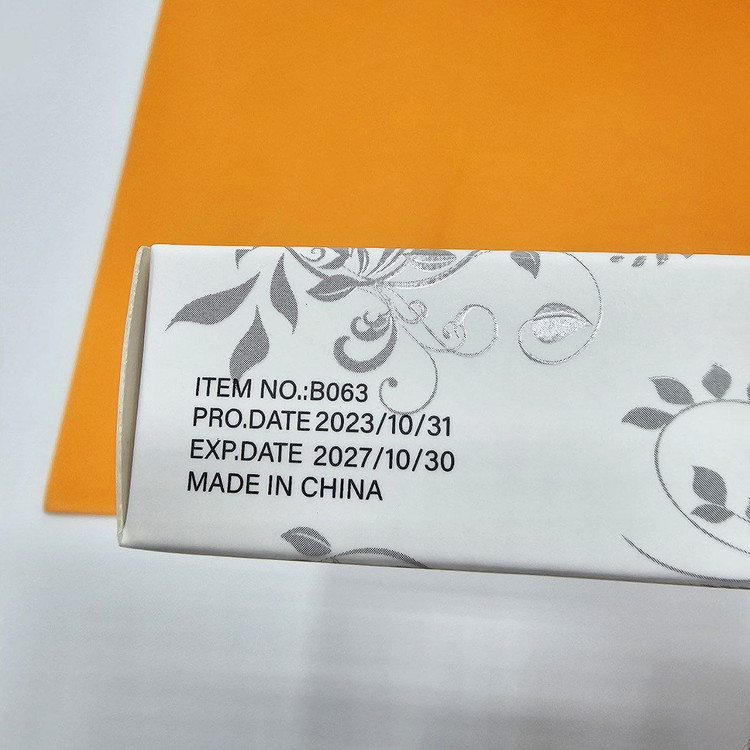 ITEM NO.:B063
PRO.DATE 2023/10/31
EXP.DATE 2027/10/30
MADE IN CHINA